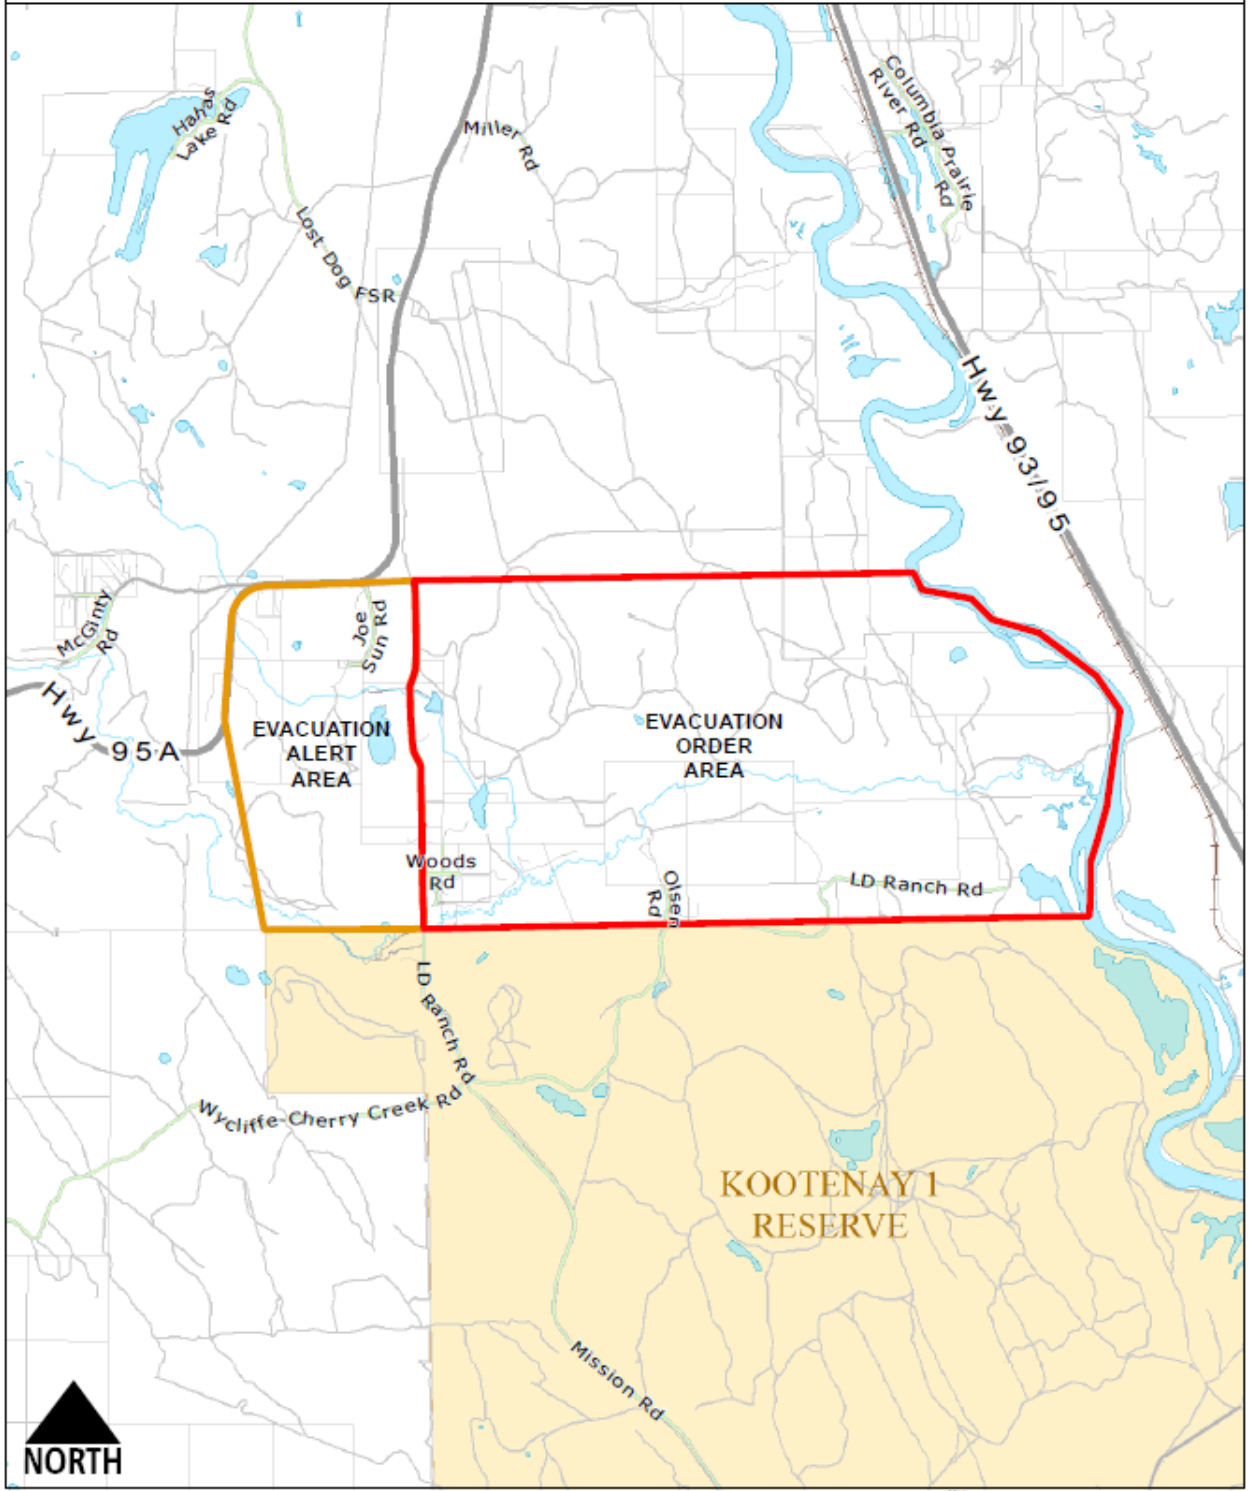 Columbia
River Rd
Prairie
Rd
Hahas
Lake Rd
Miller Rd
Lost Dog FSR
Hwy 93/95
McGinty
Rd
Joe
Sun Rd
Hwy 95A
EVACUATION
ALERT
AREA
EVACUATION
ORDER
AREA
Woods
Rd
Olsen
Rd
LD Ranch Rd
LD Ranch Rd
Wycliffe-Cherry Creek Rd
KOOTENAY 1
RESERVE
Mission Rd
NORTH